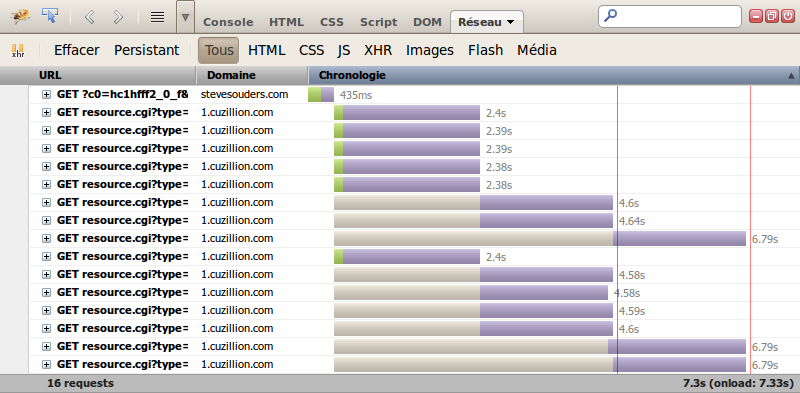 Console HTML CSS Script DOM Réseau
xhr Effacer Persistant Tous HTML CSS JS XHR Images Flash Média
URL Domaine Chronologie
GET ?c0=hc1hfff2_0_f& stevesouders.com 435ms
GET resource.cgi?type= 1.cuzillion.com 2.4s
GET resource.cgi?type= 1.cuzillion.com 2.39s
GET resource.cgi?type= 1.cuzillion.com 2.39s
GET resource.cgi?type= 1.cuzillion.com 2.38s
GET resource.cgi?type= 1.cuzillion.com 2.38s
GET resource.cgi?type= 1.cuzillion.com 4.6s
GET resource.cgi?type= 1.cuzillion.com 4.64s
GET resource.cgi?type= 1.cuzillion.com 6.79s
GET resource.cgi?type= 1.cuzillion.com 2.4s
GET resource.cgi?type= 1.cuzillion.com 4.58s
GET resource.cgi?type= 1.cuzillion.com 4.58s
GET resource.cgi?type= 1.cuzillion.com 4.59s
GET resource.cgi?type= 1.cuzillion.com 4.6s
GET resource.cgi?type= 1.cuzillion.com 6.79s
GET resource.cgi?type= 1.cuzillion.com 6.79s
16 requests 7.3s (onload: 7.33s)